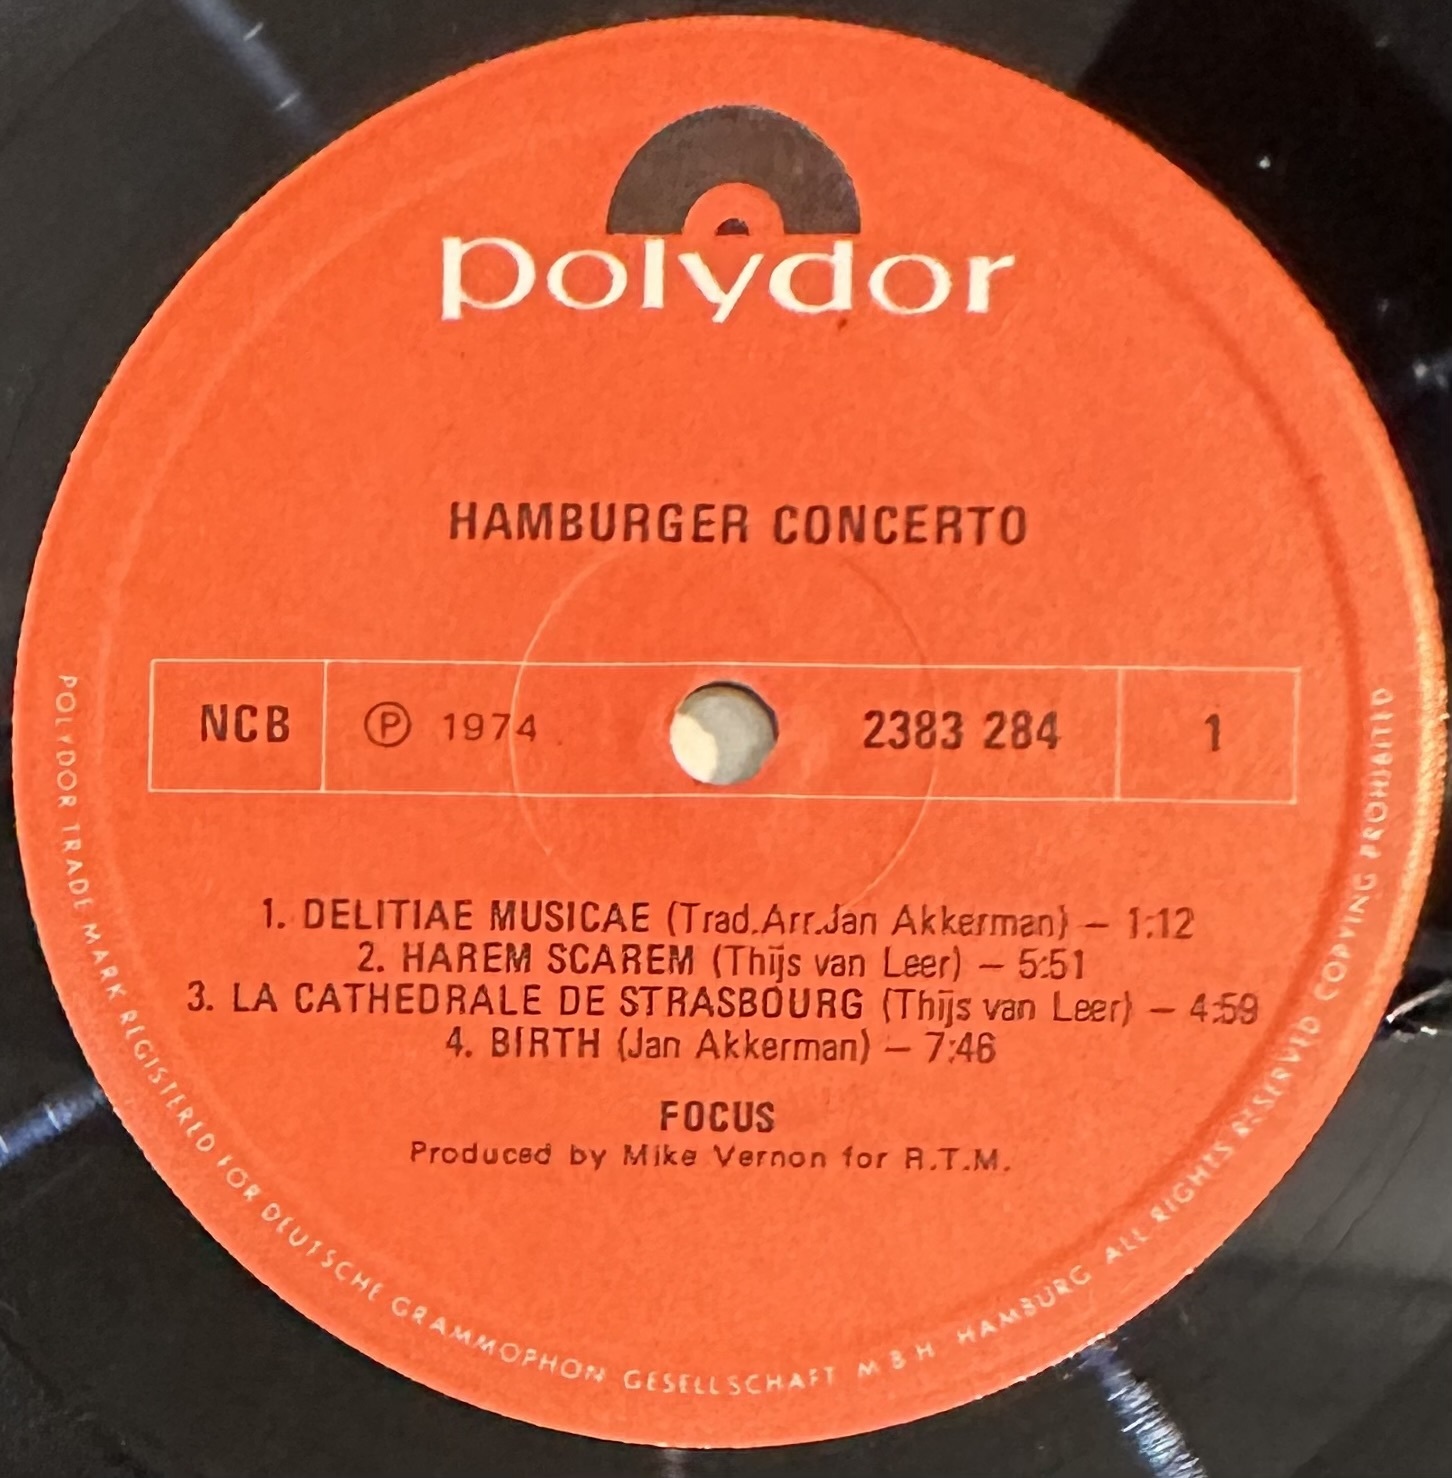 polydor
HAMBURGER CONCERTO
NCB ℗ 1974 2383 284 1
1. DELITIAE MUSICAE (Trad.Arr.Jan Akkerman) – 1:12
2. HAREM SCAREM (Thijs van Leer) – 5:51
3. LA CATHEDRALE DE STRASBOURG (Thijs van Leer) – 4:59
4. BIRTH (Jan Akkerman) – 7:46
FOCUS
Produced by Mike Vernon for R.T.M.
POLYDOR TRADE MARK REGISTERED FOR DEUTSCHE GRAMMOPHON GESELLSCHAFT M B H HAMBURG ALL RIGHTS RESERVED COPYING PROHIBITED